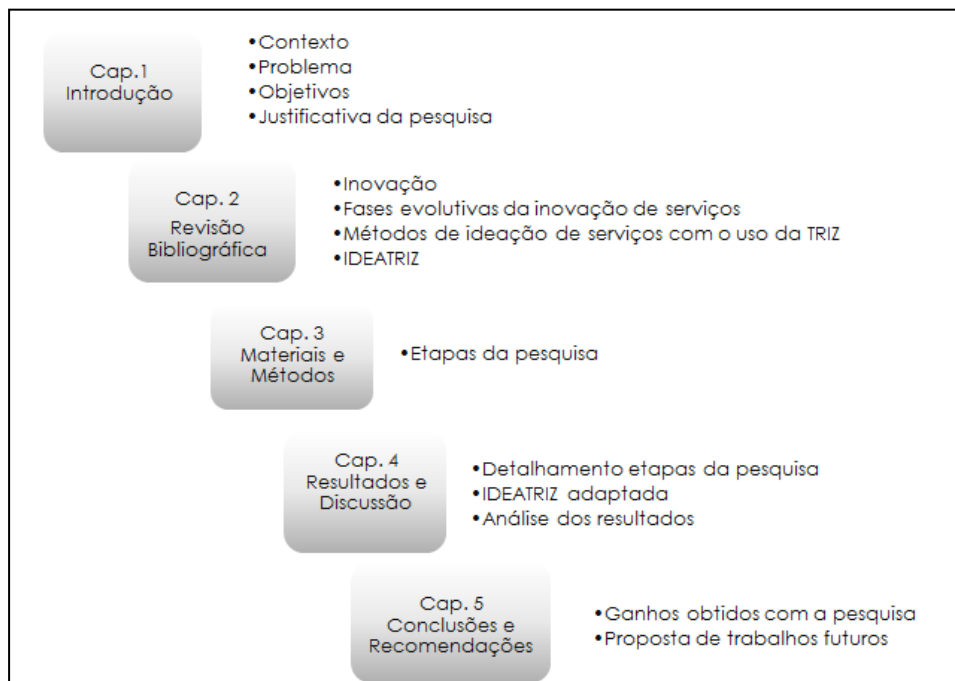 Cap.1
Introdução
•Contexto
•Problema
•Objetivos
•Justificativa da pesquisa
Cap. 2
Revisão
Bibliográfica
•Inovação
•Fases evolutivas da inovação de serviços
•Métodos de ideação de serviços com o uso da TRIZ
•IDEATRIZ
Cap. 3
Materiais e
Métodos
•Etapas da pesquisa
Cap. 4
Resultados e
Discussão
•Detalhamento etapas da pesquisa
•IDEATRIZ adaptada
•Análise dos resultados
Cap. 5
Conclusões e
Recomendações
•Ganhos obtidos com a pesquisa
•Proposta de trabalhos futuros